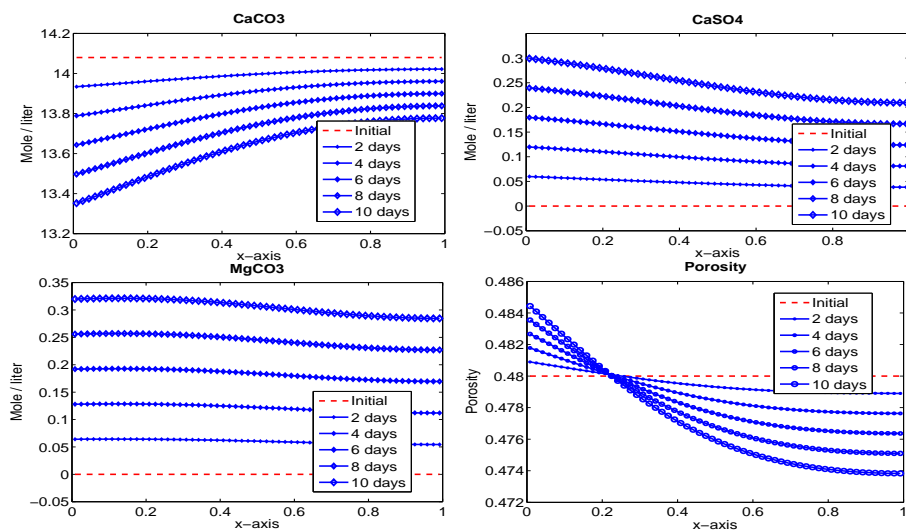 CaCO3
14.2
14
13.8
13.6
13.4
13.2
Mole / liter
0
0.2
0.4
0.6
0.8
1
x−axis
Initial
2 days
4 days
6 days
8 days
10 days
CaSO4
0.3
0.25
0.2
0.15
0.1
0.05
0
−0.05
Mole / liter
0
0.2
0.4
0.6
0.8
1
x−axis
Initial
2 days
4 days
6 days
8 days
10 days
MgCO3
0.35
0.3
0.25
0.2
0.15
0.1
0.05
0
−0.05
Mole / liter
0
0.2
0.4
0.6
0.8
1
x−axis
Initial
2 days
4 days
6 days
8 days
10 days
Porosity
0.486
0.484
0.482
0.48
0.478
0.476
0.474
0.472
Porosity
0
0.2
0.4
0.6
0.8
1
x−axis
Initial
2 days
4 days
6 days
8 days
10 days